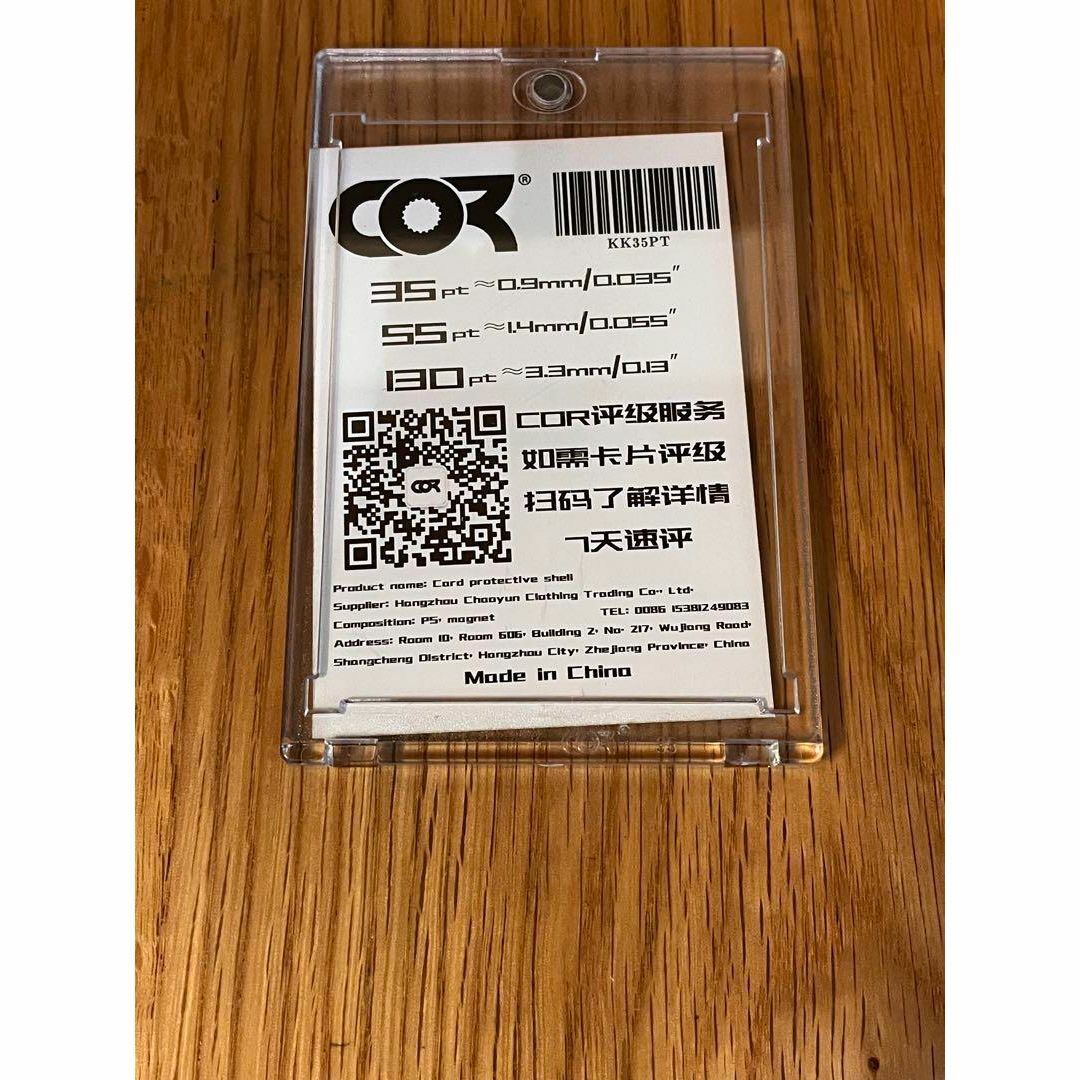 COR®
KK35PT
35pt≈0.9mm/0.035"
55pt≈1.4mm/0.055"
130pt≈3.3mm/0.13"
COR评级服务
如需卡片评级
扫码了解详情
7天速评
COR
Product name: Card protective shell
Supplier: Hangzhou Chaoyun Clothing Trading Co., Ltd.
Composition: PS, magnet TEL: 0086 15381249083
Address: Room 10, Room 606, Building 2, No. 217, Wujiang Road,
Shangcheng District, Hangzhou City, Zhejiang Province, China
Made in China